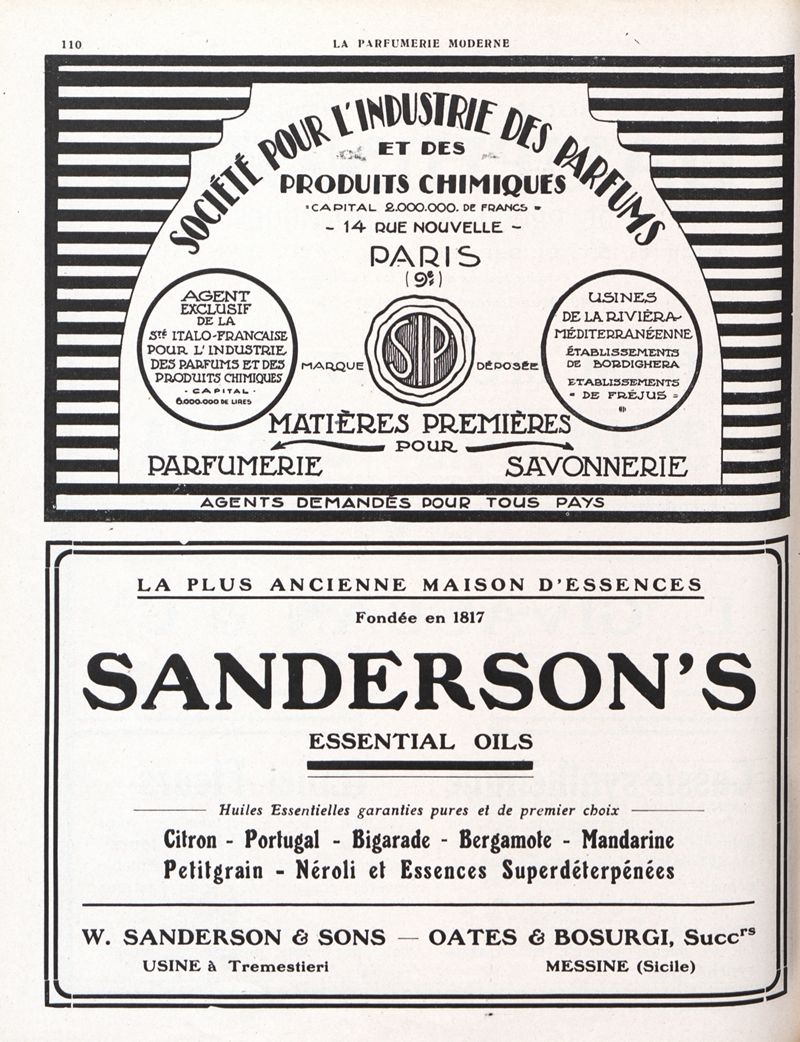 110
LA PARFUMERIE MODERNE
SOCIÉTÉ POUR L'INDUSTRIE DES PARFUMS
ET DES
PRODUITS CHIMIQUES
"CAPITAL 2.000.000. DE FRANCS"
- 14 RUE NOUVELLE -
PARIS
(9e)
AGENT
EXCLUSIF
DE LA
Sté ITALO-FRANÇAISE
POUR L'INDUSTRIE
DES PARFUMS ET DES
PRODUITS CHIMIQUES
- CAPITAL -
6.000.000 DE LIRES
MARQUE
SIP
DÉPOSÉE
USINES
DE LA RIVIÈRA
MÉDITERRANÉENNE
ÉTABLISSEMENTS
DE BORDIGHERA
ETABLISSEMENTS
" DE FRÉJUS "
MATIÈRES PREMIÈRES
POUR
PARFUMERIE SAVONNERIE
AGENTS DEMANDÉS POUR TOUS PAYS
LA PLUS ANCIENNE MAISON D'ESSENCES
Fondée en 1817
SANDERSON'S
ESSENTIAL OILS
Huiles Essentielles garanties pures et de premier choix
Citron - Portugal - Bigarade - Bergamote - Mandarine
Petitgrain - Néroli et Essences Superdéterpénées
W. SANDERSON & SONS — OATES & BOSURGI, Succrs
USINE à Tremestieri MESSINE (Sicile)